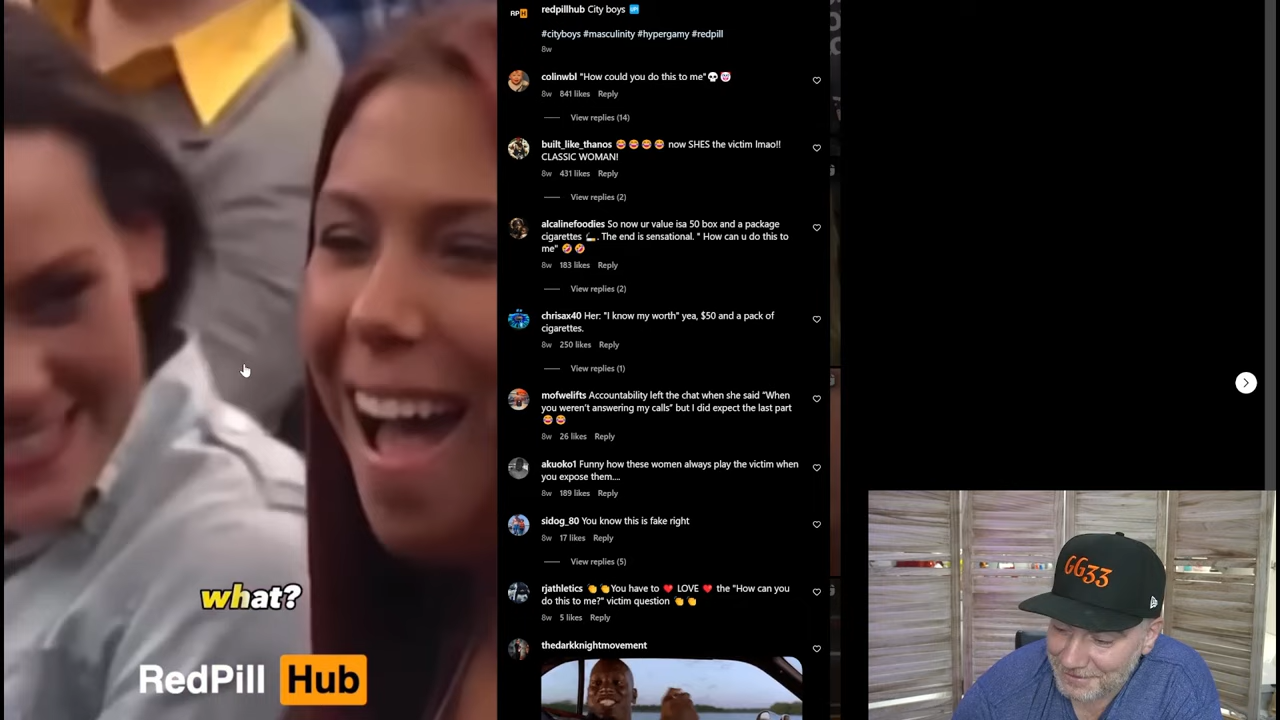 what?
RedPill Hub
RPH
redpillhub City boys
#cityboys #masculinity #hypergamy #redpill
8w
colinwbl "How could you do this to me"💀👻
8w 841 likes Reply
View replies (14)
built_like_thanos 😂😂😂😂 now SHES the victim lmao!!
CLASSIC WOMAN!
8w 431 likes Reply
View replies (2)
alcalinefoodies So now ur value isa 50 box and a package
cigarettes 🚬. The end is sensational. " How can u do this to
me" 🤣🤣
8w 183 likes Reply
View replies (2)
chrisax40 Her: "I know my worth" yea, $50 and a pack of
cigarettes.
8w 250 likes Reply
View replies (1)
mofwelifts Accountability left the chat when she said “When
you weren’t answering my calls” but I did expect the last part
😂😂
8w 26 likes Reply
akuoko1 Funny how these women always play the victim when
you expose them....
8w 189 likes Reply
sidog_80 You know this is fake right
8w 17 likes Reply
View replies (5)
rjathletics 👏👏You have to ❤️ LOVE ❤️ the "How can you
do this to me?" victim question 👏👏
8w 5 likes Reply
thedarkknightmovement
GG33